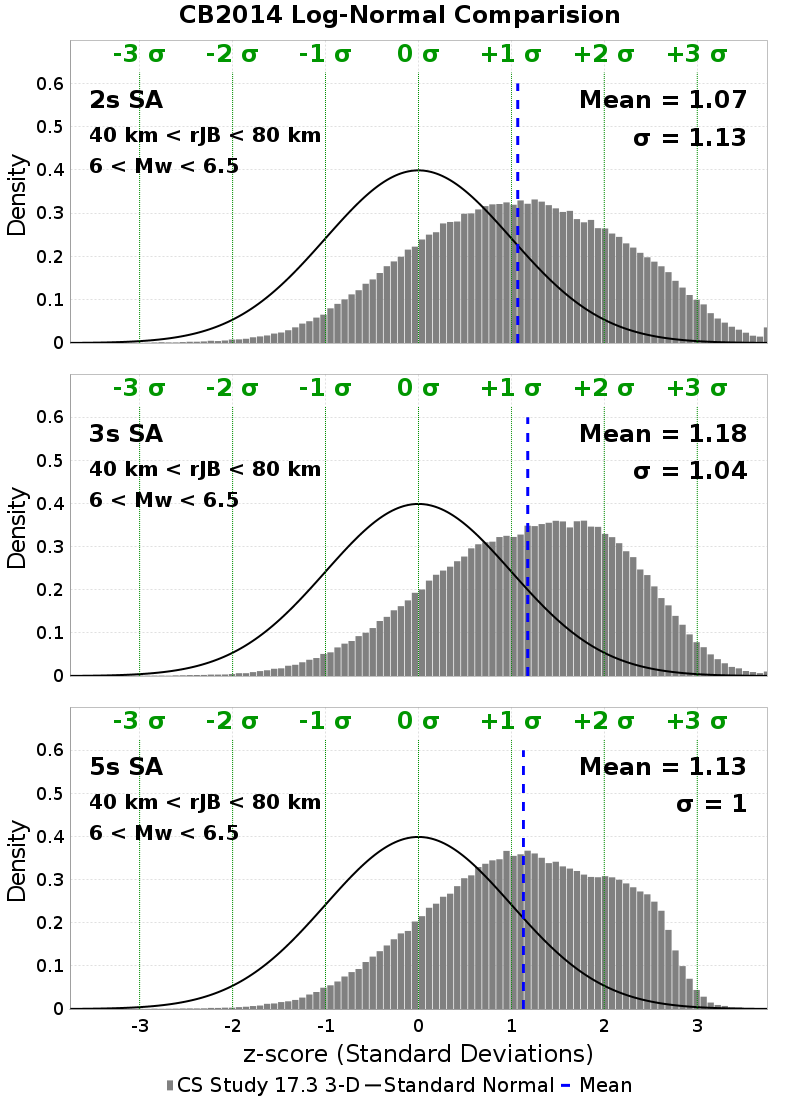 CB2014 Log-Normal Comparision
-3 σ -2 σ -1 σ 0 σ +1 σ +2 σ +3 σ
0.6
2s SA Mean = 1.07
0.5
40 km < rJB < 80 km σ = 1.13
6 < Mw < 6.5
0.4
Density
0.3
0.2
0.1
0
-3 σ -2 σ -1 σ 0 σ +1 σ +2 σ +3 σ
0.6
3s SA Mean = 1.18
0.5
40 km < rJB < 80 km σ = 1.04
6 < Mw < 6.5
0.4
Density
0.3
0.2
0.1
0
-3 σ -2 σ -1 σ 0 σ +1 σ +2 σ +3 σ
0.6
5s SA Mean = 1.13
0.5
40 km < rJB < 80 km σ = 1
6 < Mw < 6.5
0.4
Density
0.3
0.2
0.1
0
-3 -2 -1 0 1 2 3
z-score (Standard Deviations)
CS Study 17.3 3-D Standard Normal Mean